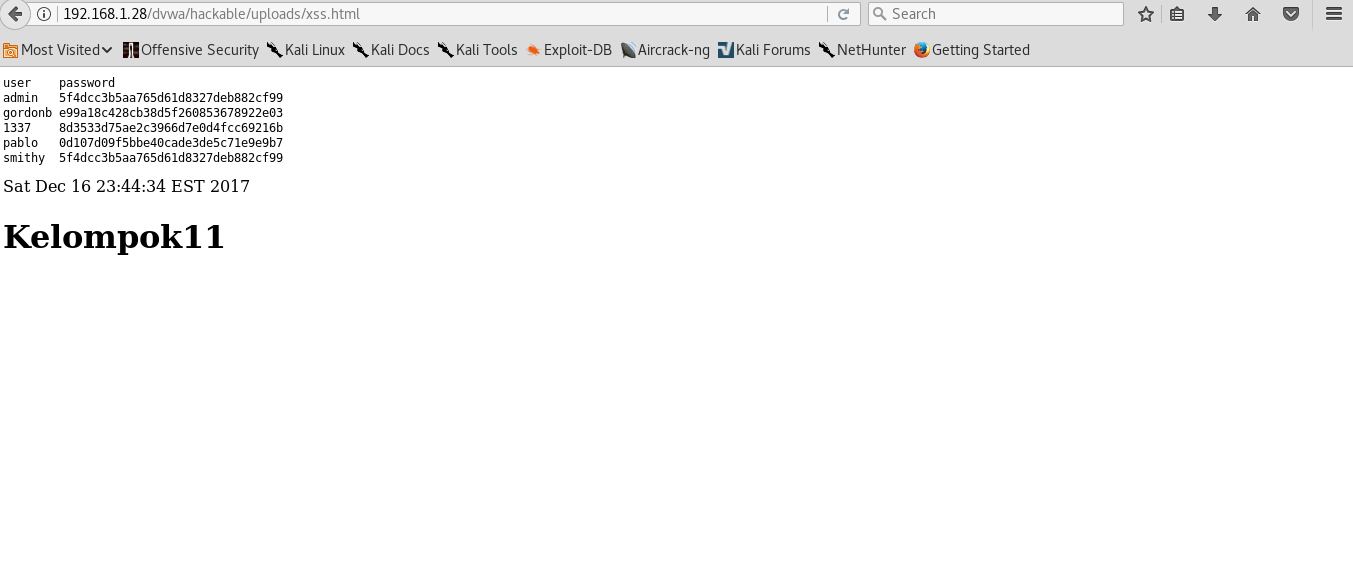 192.168.1.28/dvwa/hackable/uploads/xss.html
Search
Most Visited Offensive Security Kali Linux Kali Docs Kali Tools Exploit-DB Aircrack-ng Kali Forums NetHunter Getting Started
user password
admin 5f4dcc3b5aa765d61d8327deb882cf99
gordonb e99a18c428cb38d5f260853678922e03
1337 8d3533d75ae2c3966d7e0d4fcc69216b
pablo 0d107d09f5bbe40cade3de5c71e9e9b7
smithy 5f4dcc3b5aa765d61d8327deb882cf99
Sat Dec 16 23:44:34 EST 2017
Kelompok11